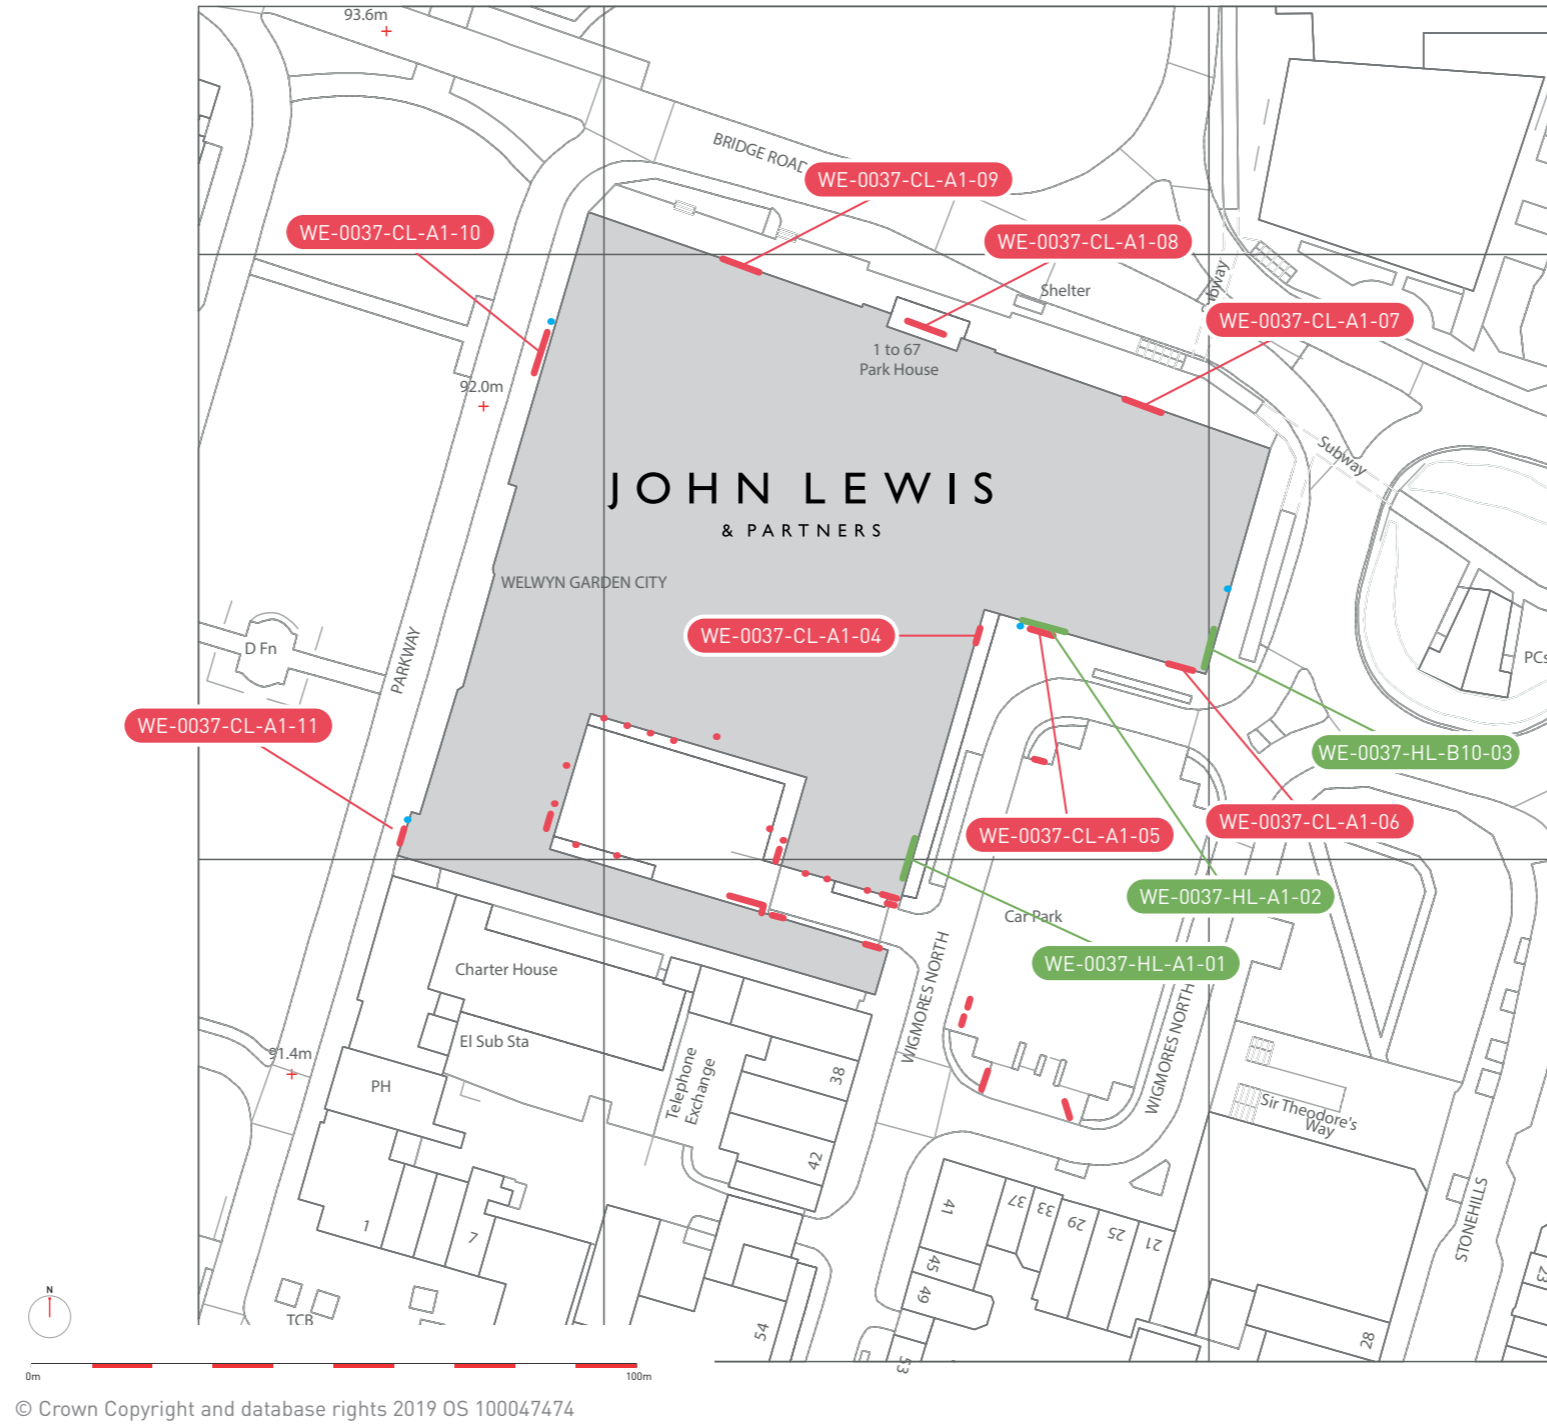 93.6m
BRIDGE ROAD
WE-0037-CL-A1-09
WE-0037-CL-A1-10
WE-0037-CL-A1-08
Shelter
WE-0037-CL-A1-07
1 to 67
Park House
92.0m
Subway
JOHN LEWIS
& PARTNERS
WELWYN GARDEN CITY
WE-0037-CL-A1-04
D Fn
PARKWAY
PCs
WE-0037-CL-A1-11
WE-0037-HL-B10-03
WE-0037-CL-A1-05
WE-0037-CL-A1-06
WE-0037-HL-A1-02
Car Park
WE-0037-HL-A1-01
Charter House
WIGMORES NORTH
El Sub Sta
91.4m
PH
Telephone
Exchange
38
WIGMORES NORTH
Sir Theodore's
Way
42
1
7
41
37
33
29
25
21
STONEHILLS
45
49
23
N
TCB
54
53
28
0m
100m
© Crown Copyright and database rights 2019 OS 100047474